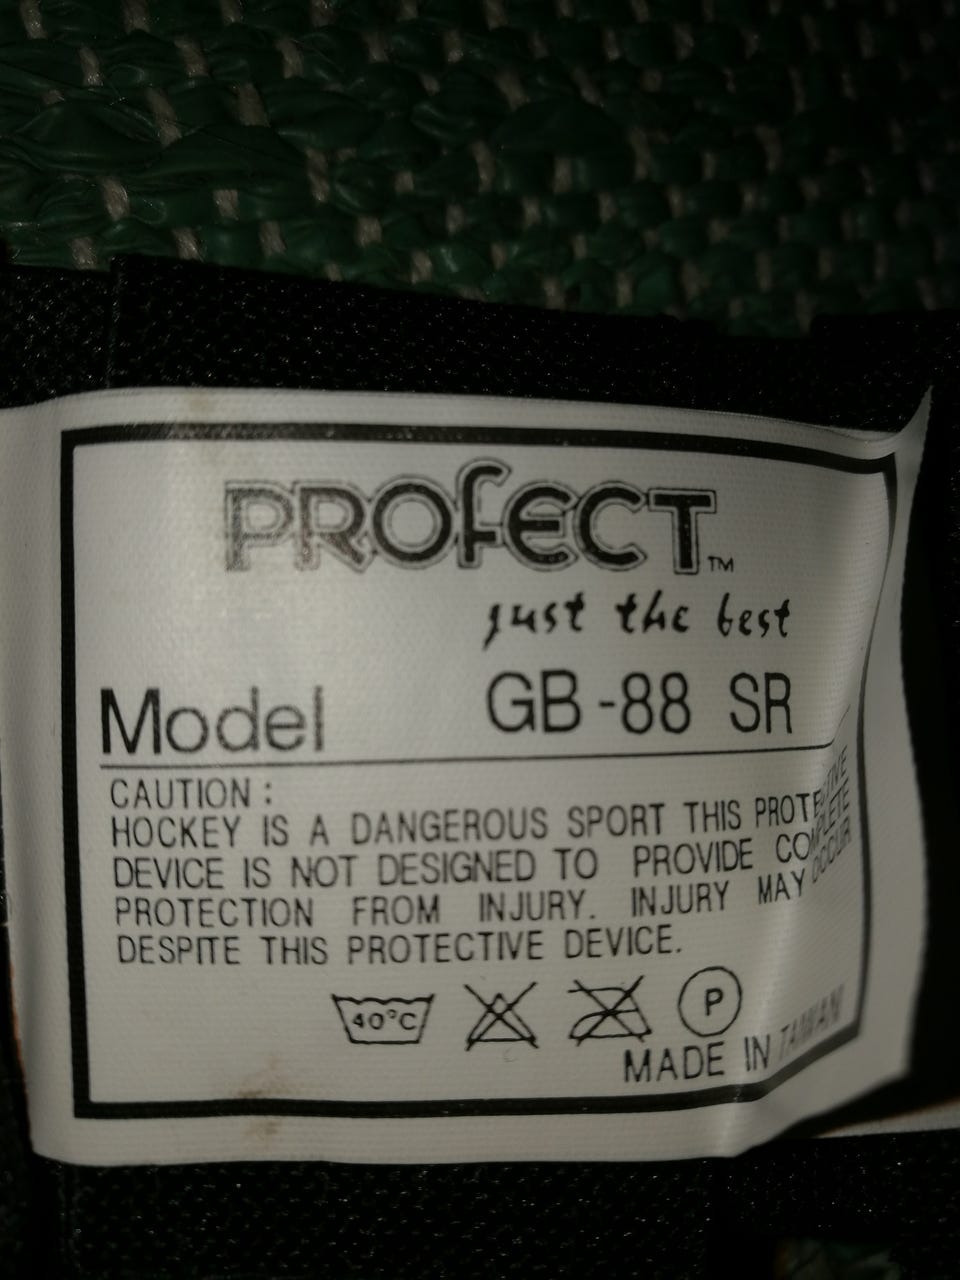 PROfECT™
just the best
Model GB-88 SR
CAUTION :
HOCKEY IS A DANGEROUS SPORT THIS PROTECTIVE
DEVICE IS NOT DESIGNED TO PROVIDE COMPLETE
PROTECTION FROM INJURY. INJURY MAY OCCUR
DESPITE THIS PROTECTIVE DEVICE.
40°C P
MADE IN TAIWAN